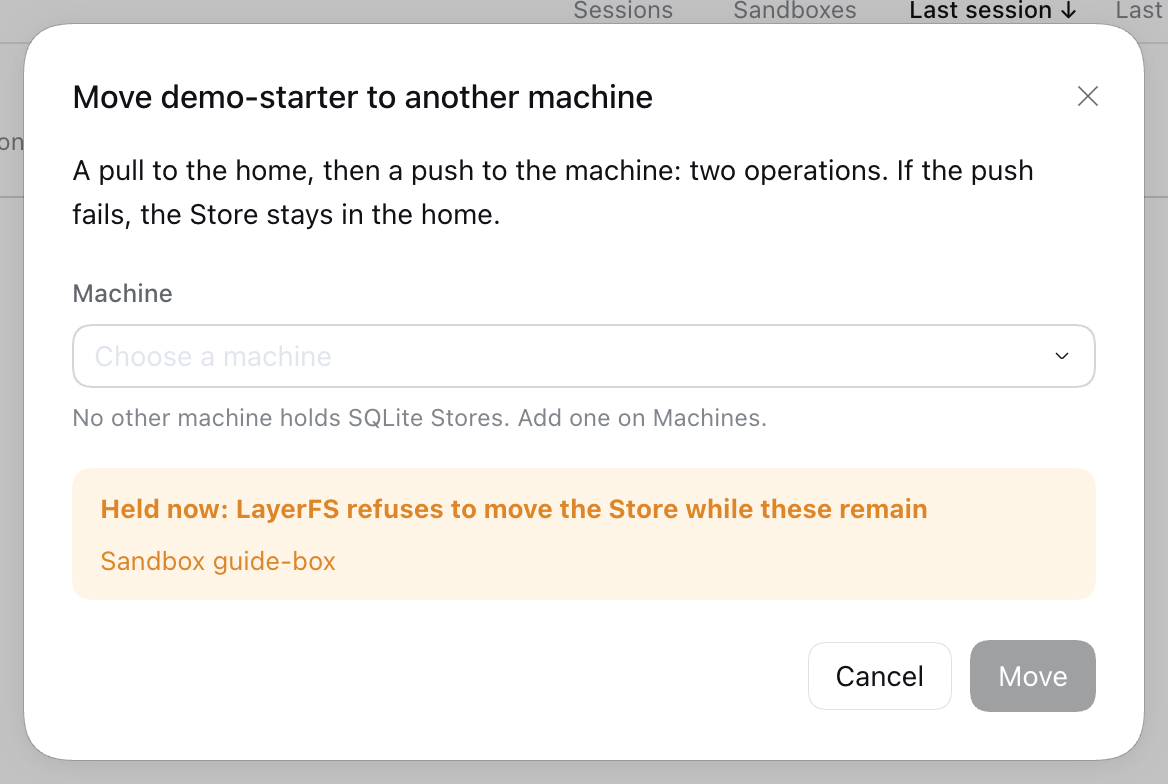 Sessions Sandboxes Last session ↓ Last
Move demo-starter to another machine
on
A pull to the home, then a push to the machine: two operations. If the push
fails, the Store stays in the home.
Machine
Choose a machine
No other machine holds SQLite Stores. Add one on Machines.
Held now: LayerFS refuses to move the Store while these remain
Sandbox guide-box
Cancel Move